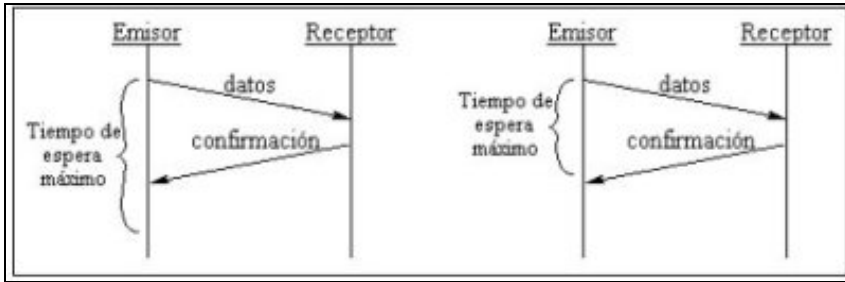 Emisor Receptor
datos
Tiempo de
espera
máximo
confirmación
Emisor Receptor
datos
Tiempo de
espera
máximo
confirmación